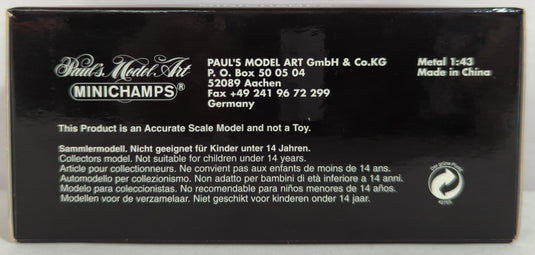 Paul's Model Art
MINICHAMPS®
PAUL'S MODEL ART GmbH & Co.KG
P. O. Box 50 05 04
52089 Aachen
Fax +49 241 96 72 299
Germany
Metal 1:43
Made in China
This Product is an Accurate Scale Model and not a Toy.
Sammlermodell. Nicht geeignet für Kinder unter 14 Jahren.
Collectors model. Not suitable for children under 14 years.
Article pour collectionneurs. Ne convient pas aux enfants de moins de 14 ans.
Automodello per collezionismo. Non adatto per bambini di età inferiore a 14 anni.
Modelo para coleccionistas. No recomendable para niños menores de 14 años.
Modellen voor de verzamelaar. Niet geschikt voor kinderen onder 14 jaar.
Der Grüne Punkt